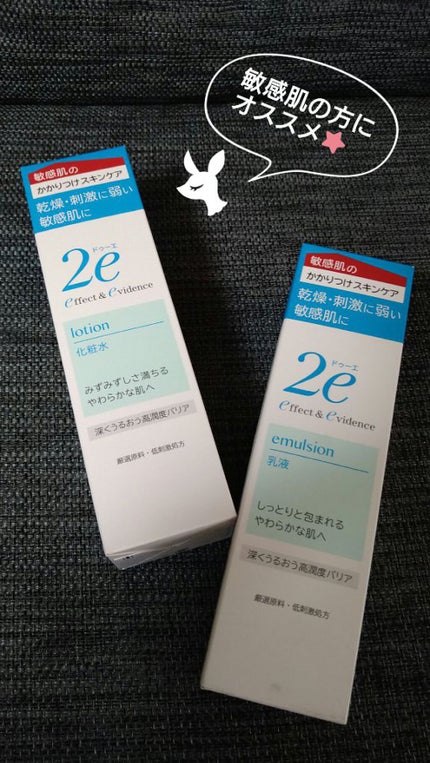 敏感肌の方に
オススメ
敏感肌の
かかりつけスキンケア
乾燥・刺激に弱い
敏感肌に
ドゥーエ
2e
effect & evidence
lotion
化粧水
みずみずしさ満ちる
やわらかな肌へ
深くうるおう高潤度バリア
厳選原料・低刺激処方
敏感肌の
かかりつけスキンケア
乾燥・刺激に弱い
敏感肌に
ドゥーエ
2e
effect & evidence
emulsion
乳液
しっとりと包まれる
やわらかな肌へ
深くうるおう高潤度バリア
厳選原料・低刺激処方